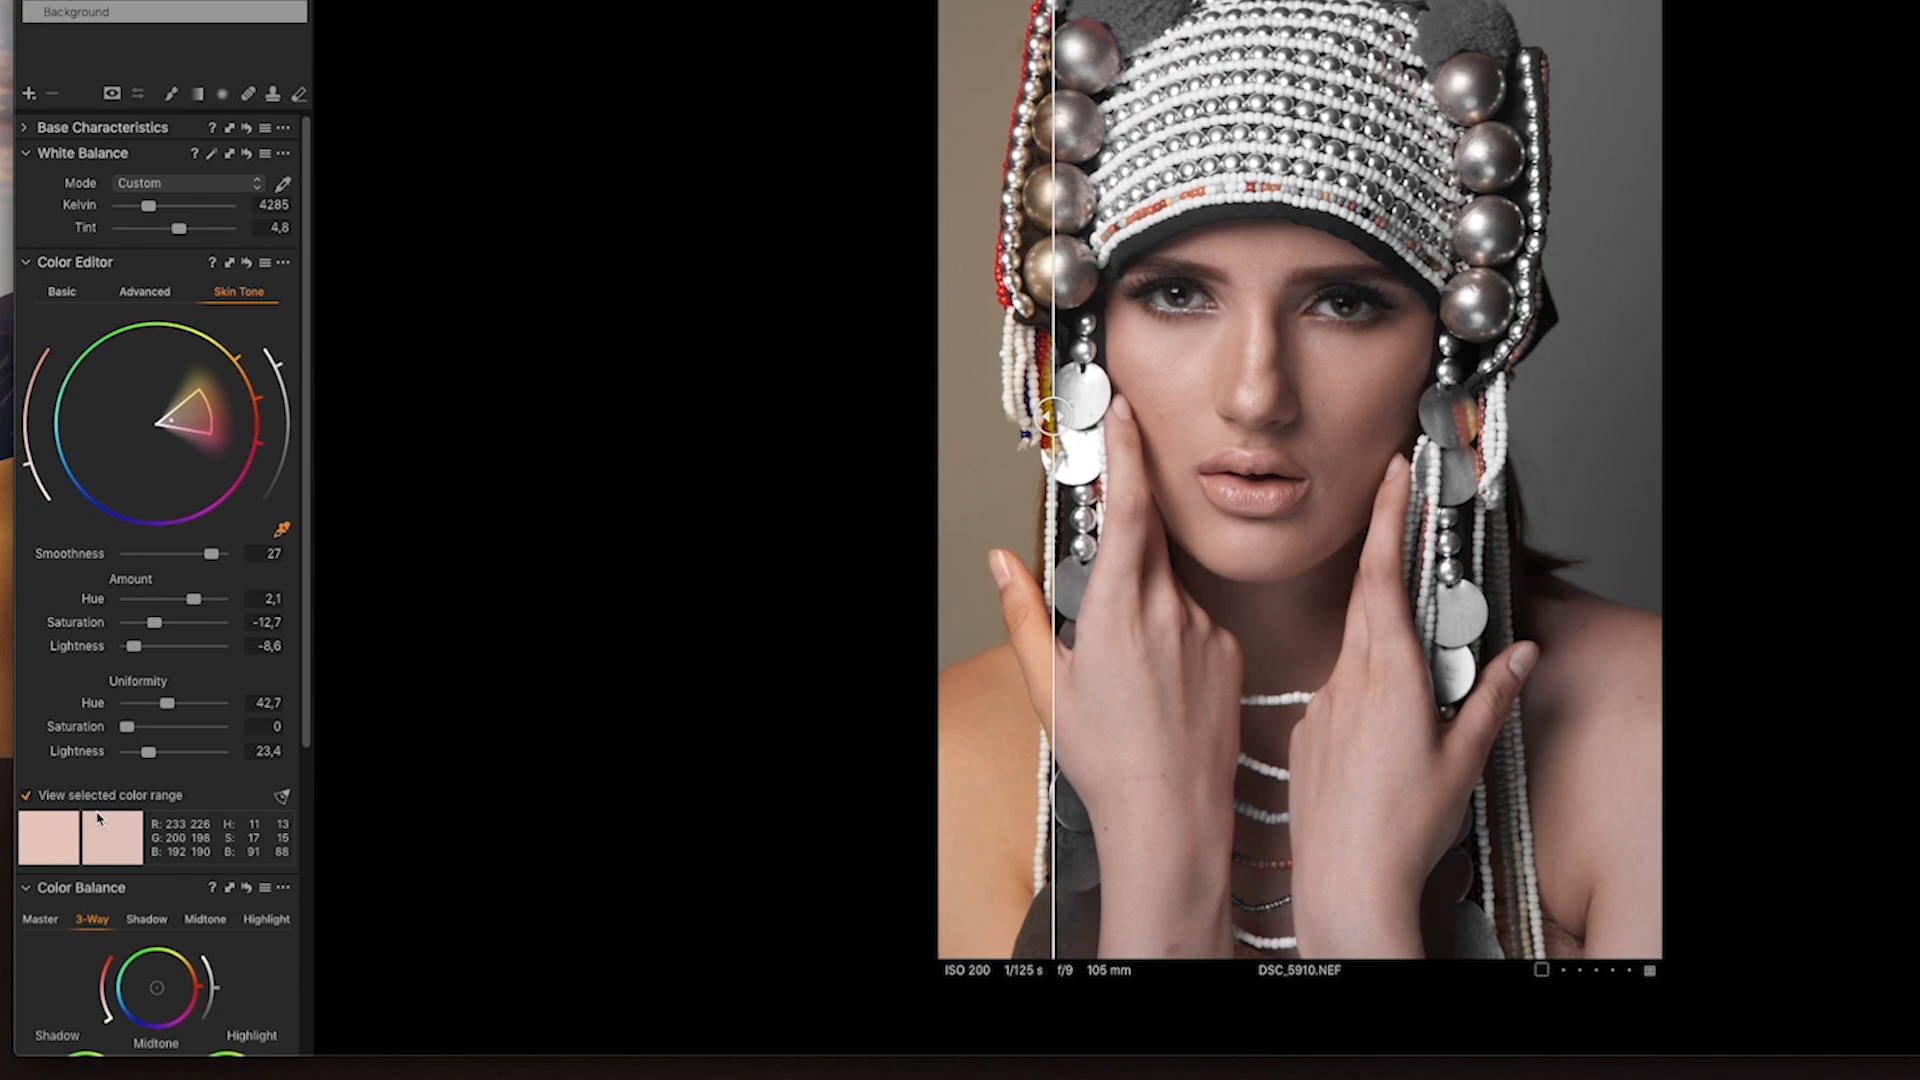 Background
Base Characteristics ?
White Balance ?
Mode Custom
Kelvin 4285
Tint 4,8
Color Editor ?
Basic Advanced Skin Tone
Smoothness 27
Amount
Hue 2,1
Saturation -12,7
Lightness -8,6
Uniformity
Hue 42,7
Saturation 0
Lightness 23,4
View selected color range
R: 233 226 H: 11 13
G: 200 198 S: 17 15
B: 192 190 B: 91 88
Color Balance ?
Master 3-Way Shadow Midtone Highlight
Shadow Midtone Highlight
ISO 200 1/125 s f/9 105 mm DSC_5910.NEF